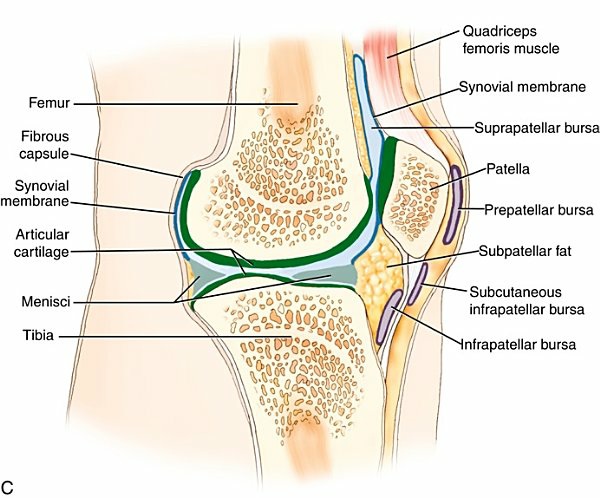 Quadriceps
femoris muscle
Synovial membrane
Suprapatellar bursa
Patella
Prepatellar bursa
Subpatellar fat
Subcutaneous
infrapatellar bursa
Infrapatellar bursa
Femur
Fibrous
capsule
Synovial
membrane
Articular
cartilage
Menisci
Tibia
C